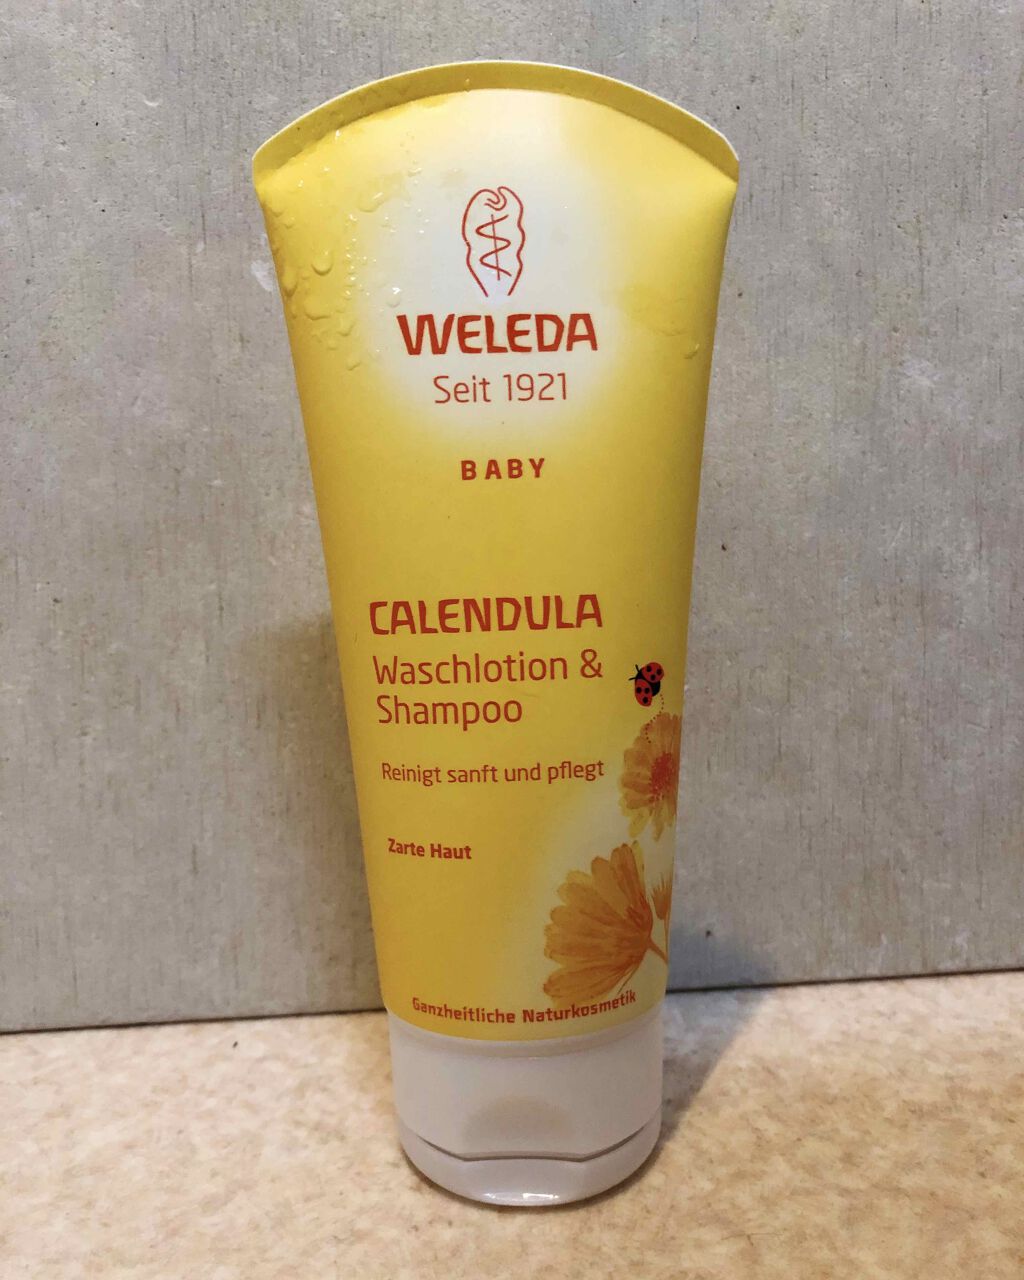 WELEDA
Seit 1921
BABY
CALENDULA
Waschlotion &
Shampoo
Reinigt sanft und pflegt
Zarte Haut
Ganzheitliche Naturkosmetik